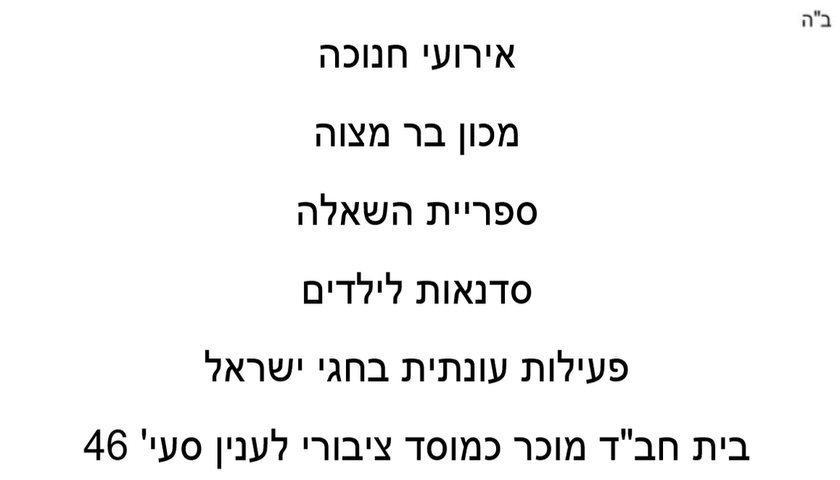 ב"ה
אירועי חנוכה
מכון בר מצוה
ספריית השאלה
סדנאות לילדים
פעילות עונתית בחגי ישראל
בית חב"ד מוכר כמוסד ציבורי לענין סעי' 46